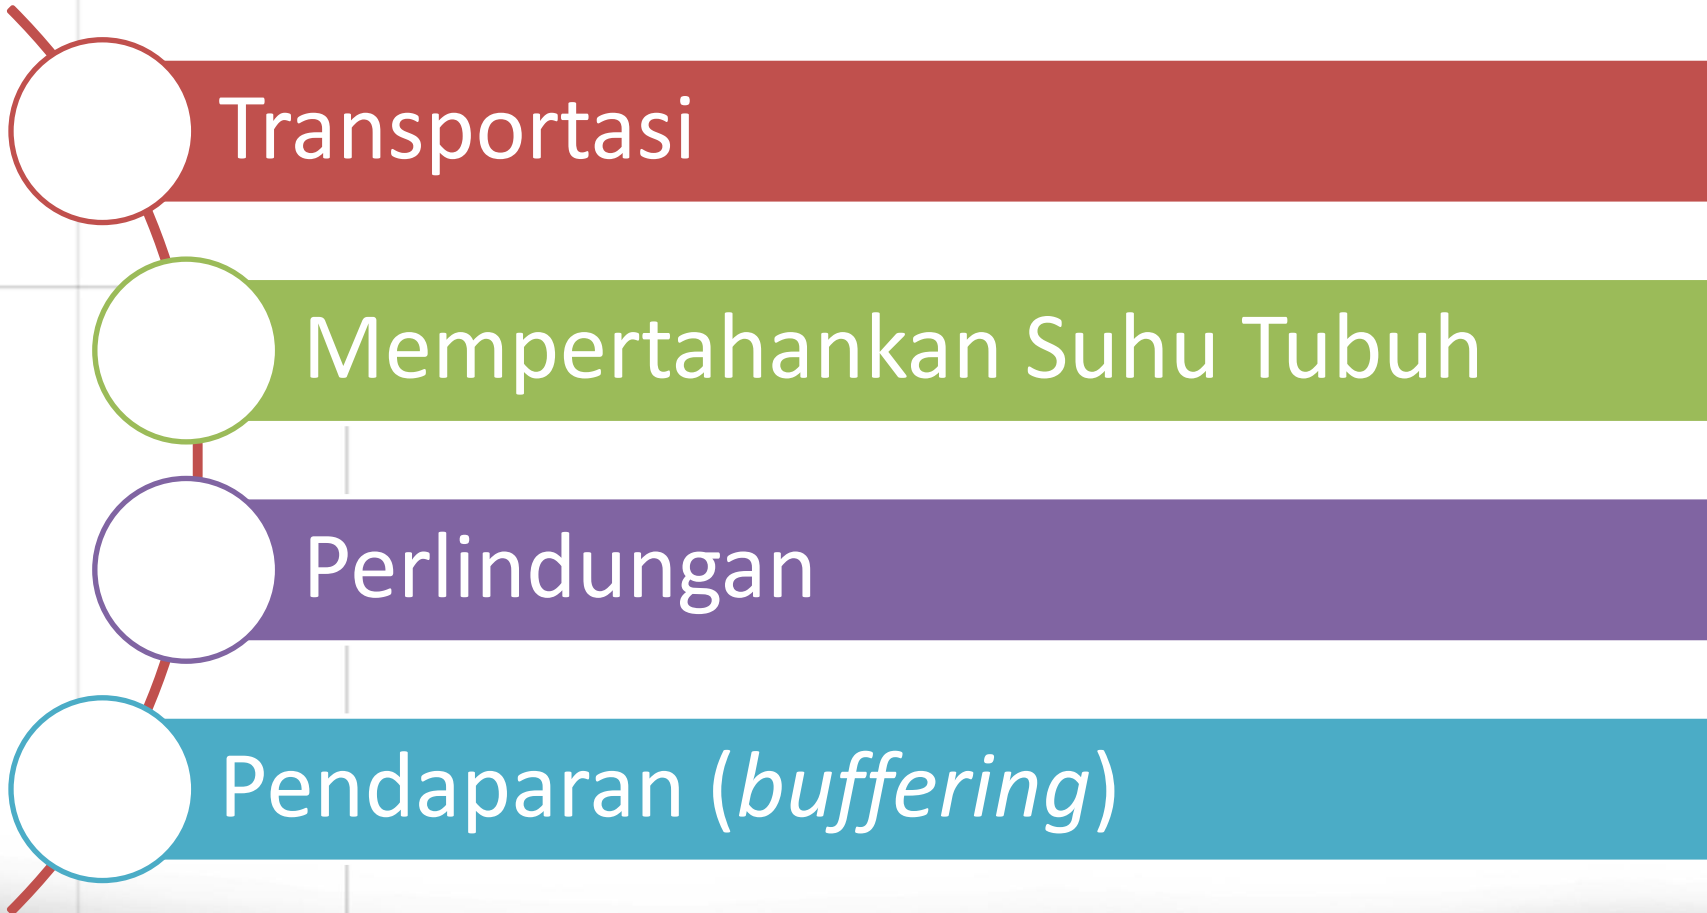 Transportasi
Mempertahankan Suhu Tubuh
Perlindungan
Pendaparan (buffering)